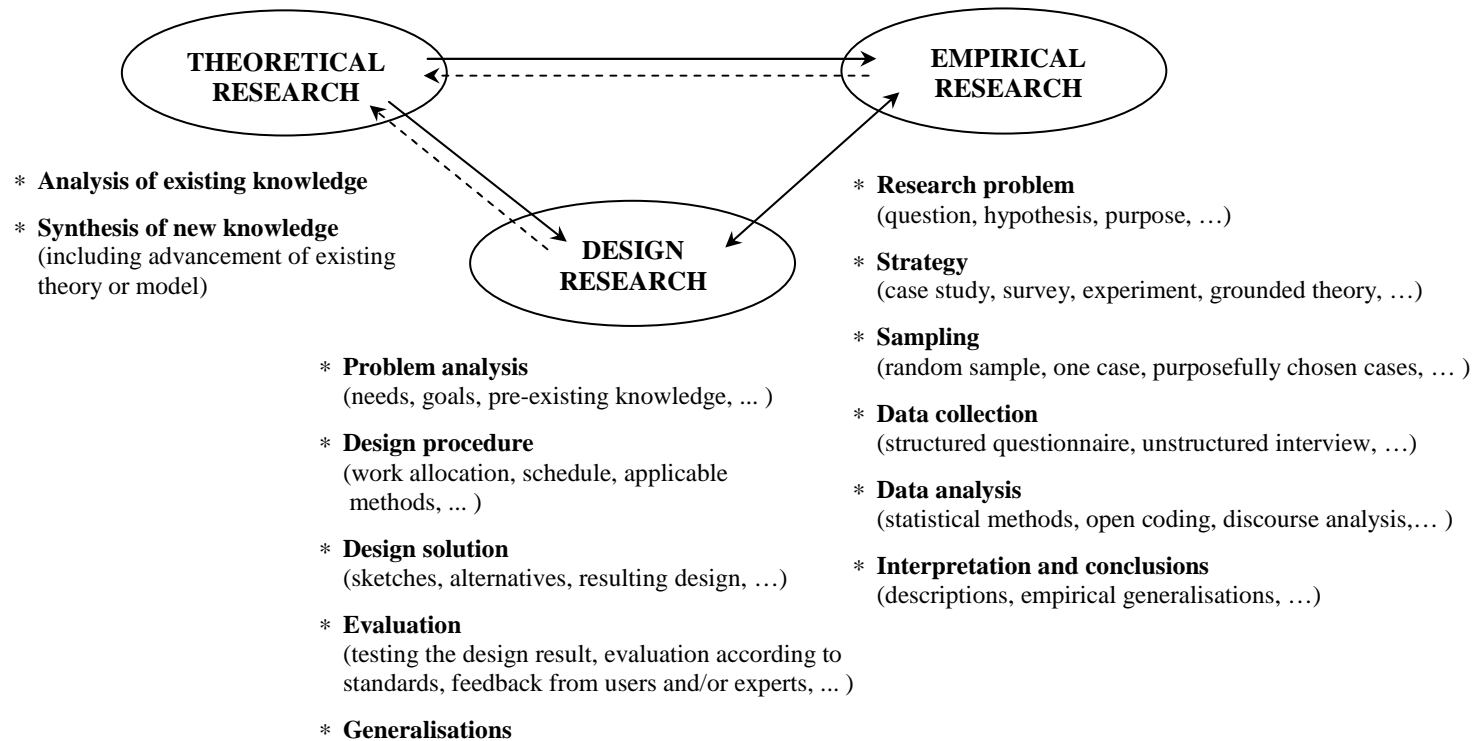 THEORETICAL
RESEARCH
EMPIRICAL
RESEARCH
DESIGN
RESEARCH
* Analysis of existing knowledge
* Synthesis of new knowledge
(including advancement of existing
theory or model)
* Problem analysis
(needs, goals, pre-existing knowledge, ... )
* Design procedure
(work allocation, schedule, applicable
methods, ... )
* Design solution
(sketches, alternatives, resulting design, …)
* Evaluation
(testing the design result, evaluation according to
standards, feedback from users and/or experts, ... )
* Generalisations
* Research problem
(question, hypothesis, purpose, …)
* Strategy
(case study, survey, experiment, grounded theory, …)
* Sampling
(random sample, one case, purposefully chosen cases, … )
* Data collection
(structured questionnaire, unstructured interview, …)
* Data analysis
(statistical methods, open coding, discourse analysis,… )
* Interpretation and conclusions
(descriptions, empirical generalisations, …)